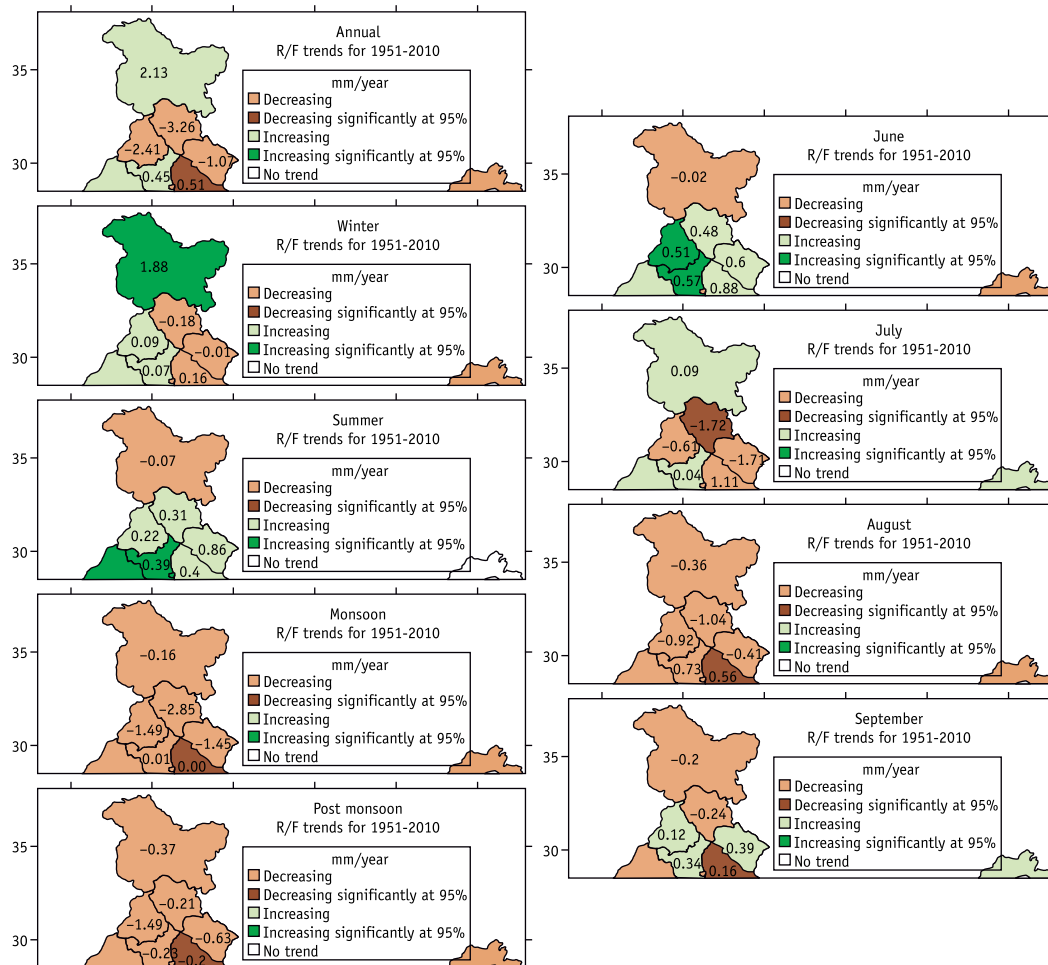 Annual
R/F trends for 1951-2010
mm/year
Decreasing
Decreasing significantly at 95%
Increasing
Increasing significantly at 95%
No trend
35
30
2.13
−3.26
−2.41
−1.07
0.45
0.51
Winter
R/F trends for 1951-2010
mm/year
Decreasing
Decreasing significantly at 95%
Increasing
Increasing significantly at 95%
No trend
35
30
1.88
−0.18
0.09
−0.01
0.07
0.16
Summer
R/F trends for 1951-2010
mm/year
Decreasing
Decreasing significantly at 95%
Increasing
Increasing significantly at 95%
No trend
35
30
−0.07
0.31
0.22
0.86
0.39
0.4
Monsoon
R/F trends for 1951-2010
mm/year
Decreasing
Decreasing significantly at 95%
Increasing
Increasing significantly at 95%
No trend
35
30
−0.16
−2.85
−1.49
−1.45
0.01
0.00
Post monsoon
R/F trends for 1951-2010
mm/year
Decreasing
Decreasing significantly at 95%
Increasing
Increasing significantly at 95%
No trend
35
30
−0.37
−0.21
−1.49
−0.63
−0.23
−0.2
June
R/F trends for 1951-2010
mm/year
Decreasing
Decreasing significantly at 95%
Increasing
Increasing significantly at 95%
No trend
35
30
−0.02
0.48
0.51
0.6
0.57
0.88
July
R/F trends for 1951-2010
mm/year
Decreasing
Decreasing significantly at 95%
Increasing
Increasing significantly at 95%
No trend
35
30
0.09
−1.72
−0.61
−1.71
0.04
1.11
August
R/F trends for 1951-2010
mm/year
Decreasing
Decreasing significantly at 95%
Increasing
Increasing significantly at 95%
No trend
35
30
−0.36
−1.04
−0.92
−0.41
0.73
0.56
September
R/F trends for 1951-2010
mm/year
Decreasing
Decreasing significantly at 95%
Increasing
Increasing significantly at 95%
No trend
35
30
−0.2
−0.24
0.12
0.39
0.34
0.16